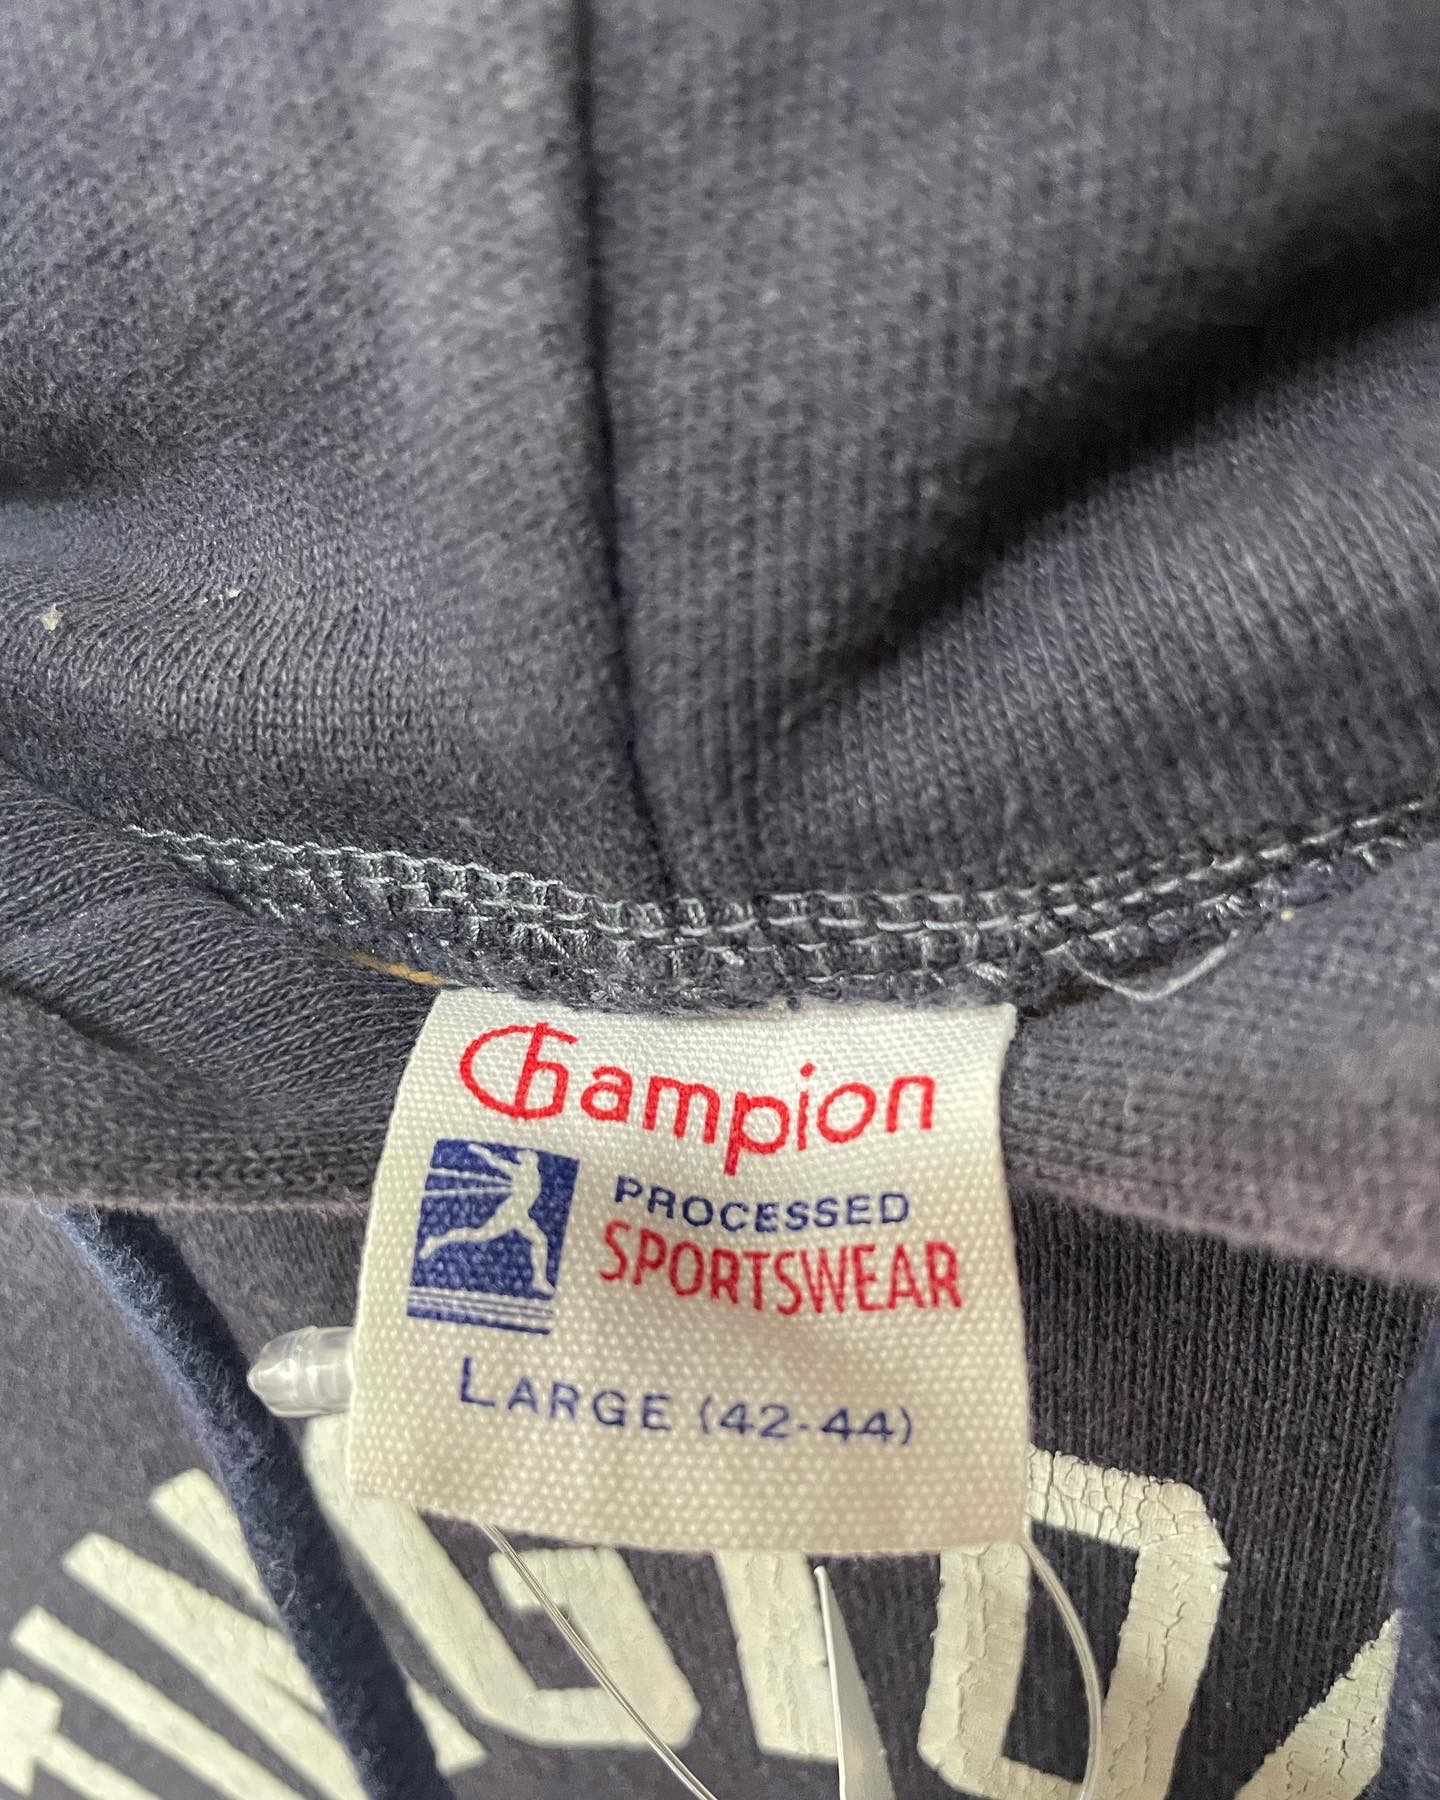 Champion
PROCESSED
SPORTSWEAR
LARGE (42-44)